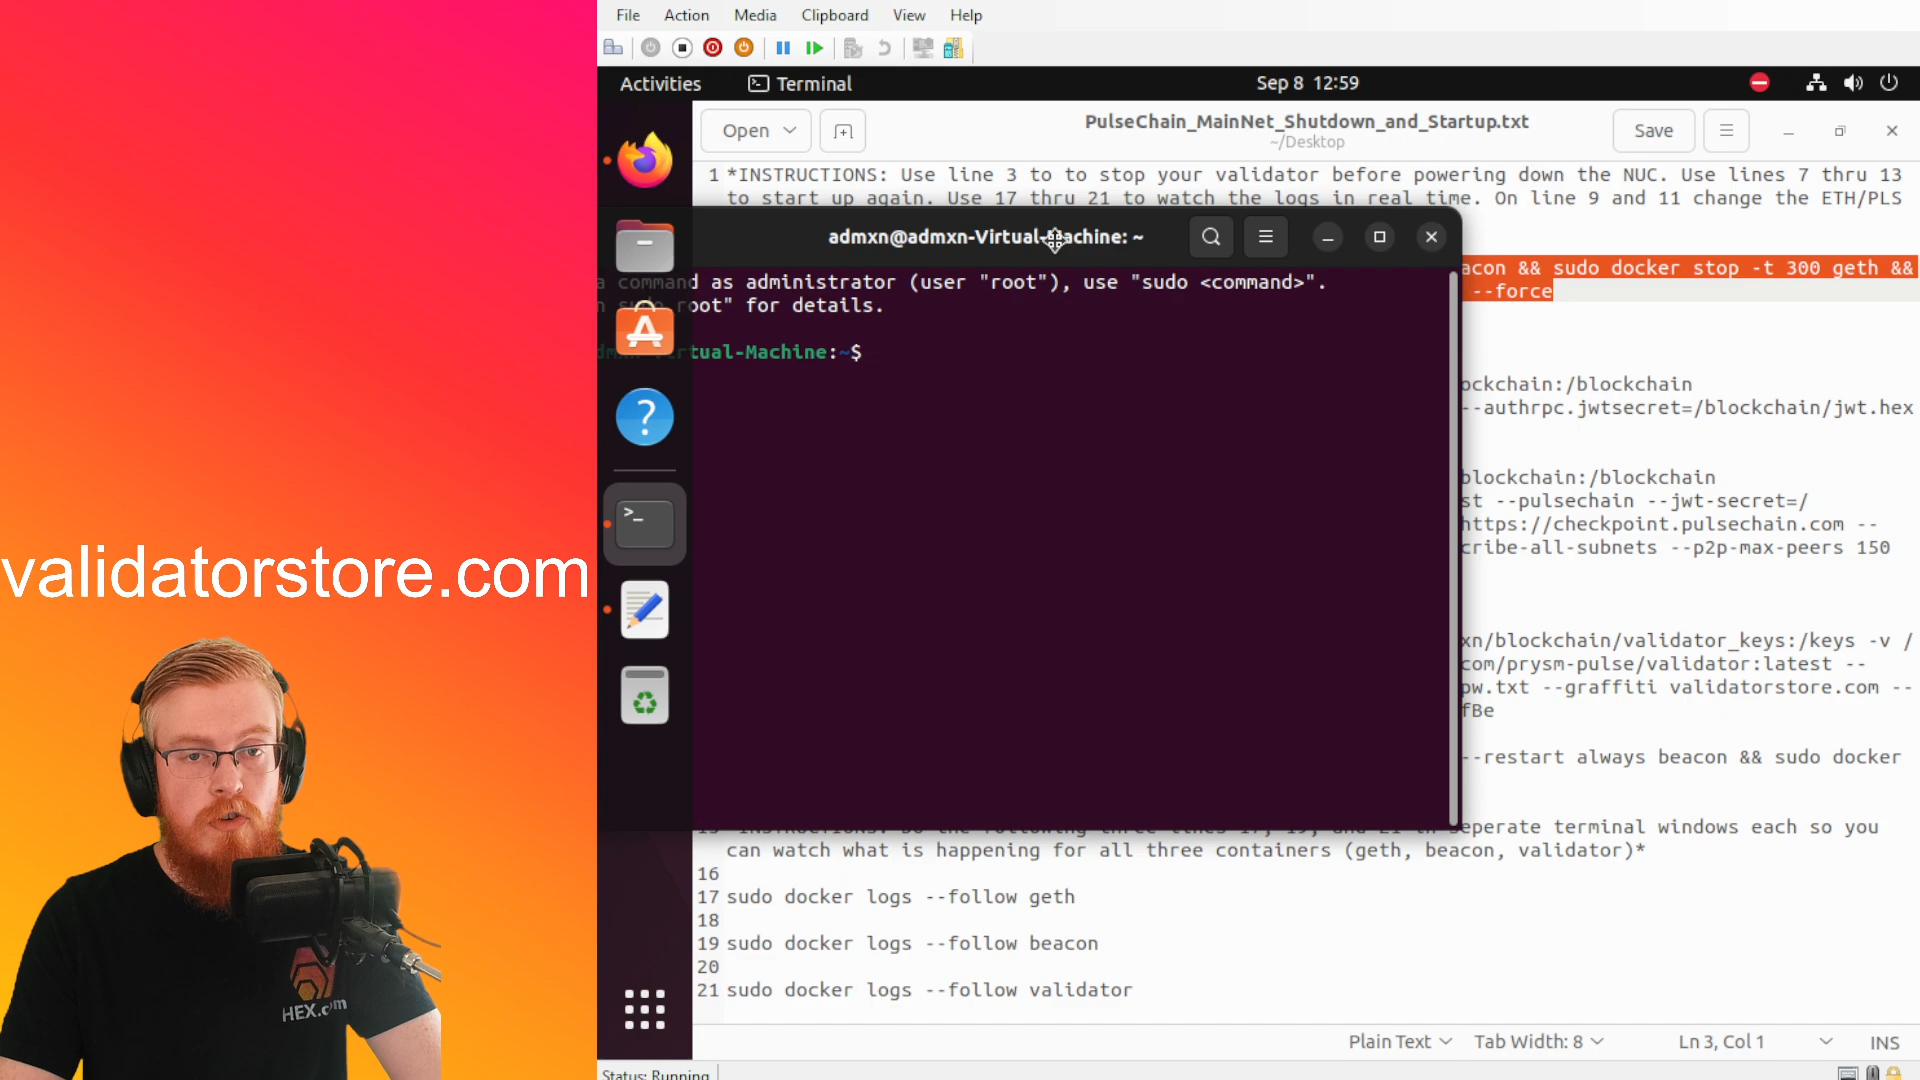 File Action Media Clipboard View Help
Activities Terminal Sep 8 12:59
Open PulseChain_MainNet_Shutdown_and_Startup.txt Save
~/Desktop
1 *INSTRUCTIONS: Use line 3 to to stop your validator before powering down the NUC. Use lines 7 thru 13
to start up again. Use 17 thru 21 to watch the logs in real time. On line 9 and 11 change the ETH/PLS
admxn@admxn-Virtual-Machine: ~
acon && sudo docker stop -t 300 geth &&
--force
a command as administrator (user "root"), use "sudo <command>".
n sudo root" for details.
tual-Machine:~$
ockchain:/blockchain
--authrpc.jwtsecret=/blockchain/jwt.hex
blockchain:/blockchain
st --pulsechain --jwt-secret=/
https://checkpoint.pulsechain.com --
cribe-all-subnets --p2p-max-peers 150
xn/blockchain/validator_keys:/keys -v /
com/prysm-pulse/validator:latest --
pw.txt --graffiti validatorstore.com --
fBe
--restart always beacon && sudo docker
seperate terminal windows each so you
can watch what is happening for all three containers (geth, beacon, validator)*
16
17 sudo docker logs --follow geth
18
19 sudo docker logs --follow beacon
20
21 sudo docker logs --follow validator
Plain Text Tab Width: 8 Ln 3, Col 1 INS
Status: Running
validatorstore.com
HEX.com